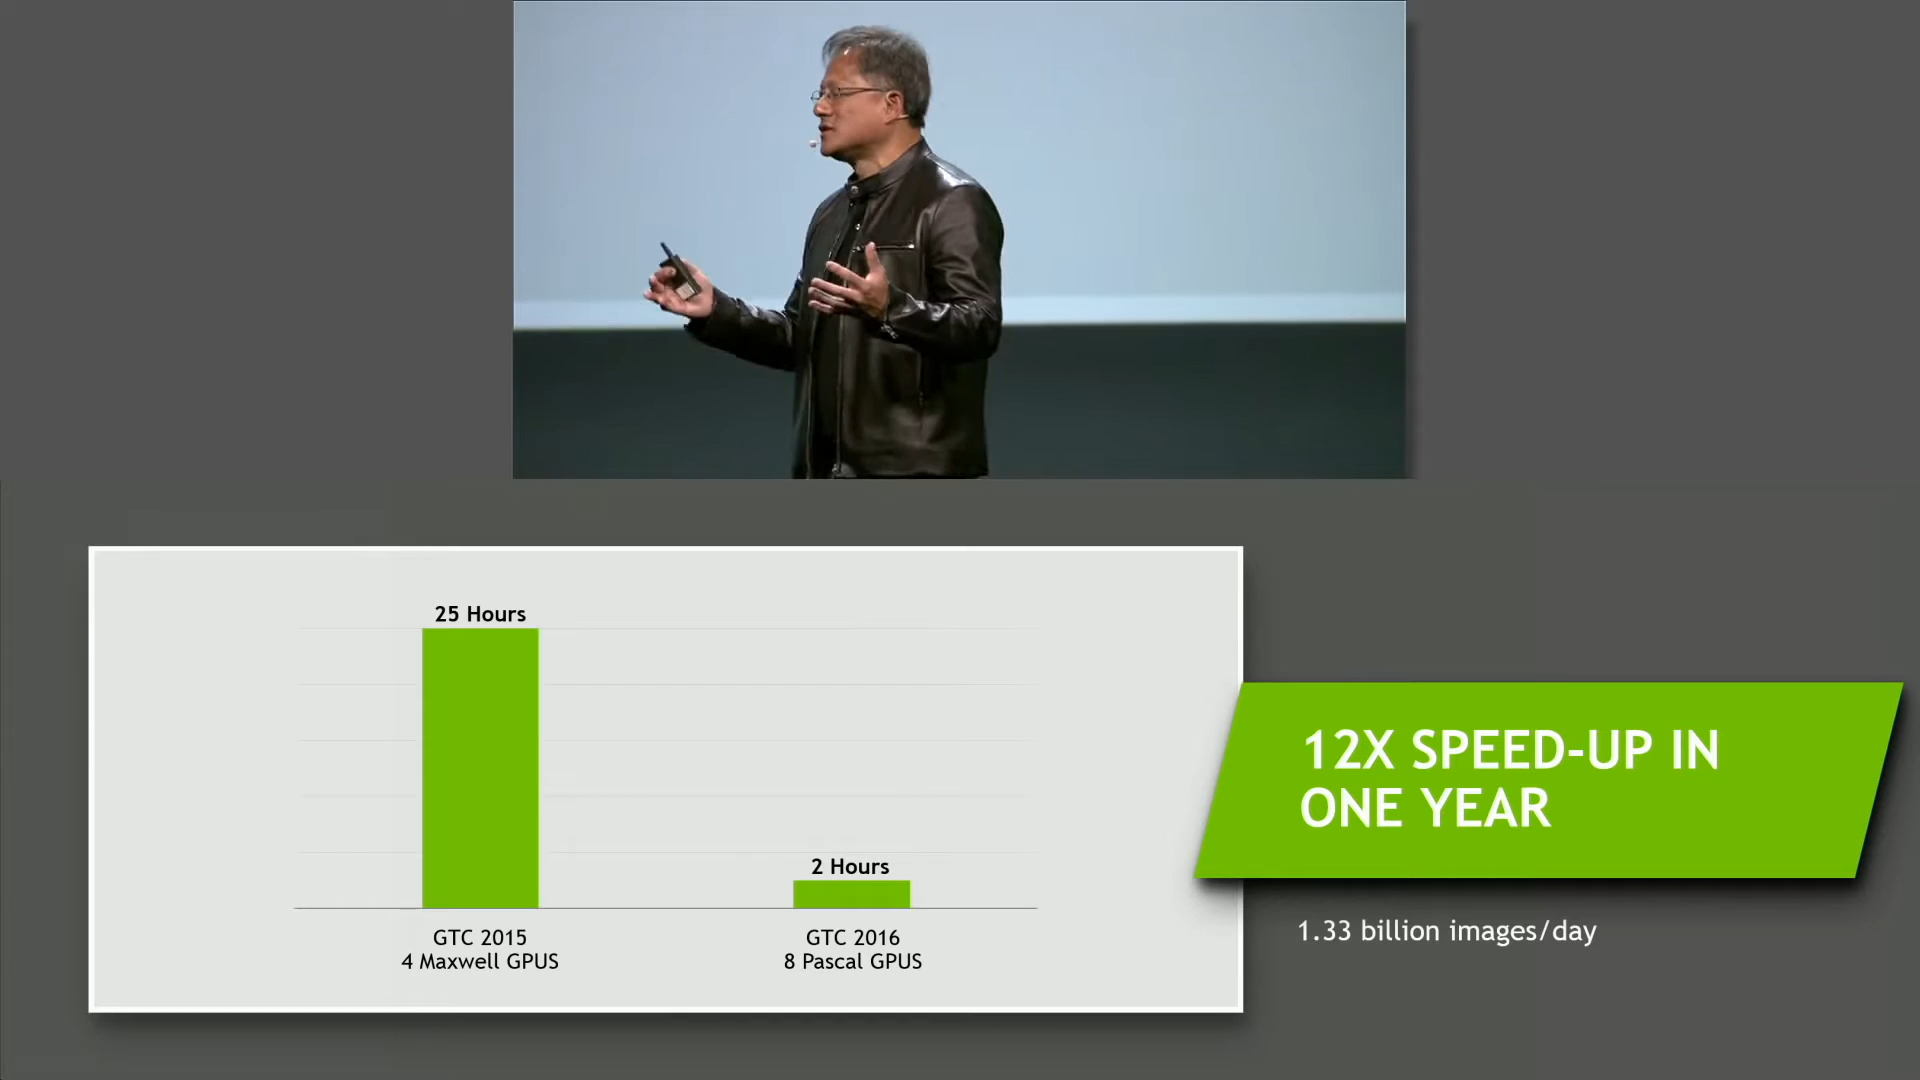 25 Hours
2 Hours
GTC 2015
4 Maxwell GPUS
GTC 2016
8 Pascal GPUS
12X SPEED-UP IN
ONE YEAR
1.33 billion images/day